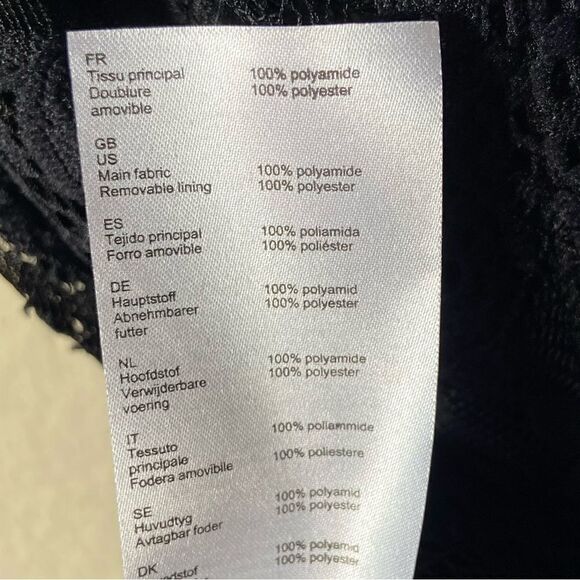 FR
Tissu principal 100% polyamide
Doublure 100% polyester
amovible
GB
US
Main fabric 100% polyamide
Removable lining 100% polyester
ES
Tejido principal 100% poliamida
Forro amovible 100% poliéster
DE
Hauptstoff 100% polyamid
Abnehmbarer 100% polyester
futter
NL
Hoofdstof 100% polyamide
Verwijderbare 100% polyester
voering
IT
Tessuto 100% poliammide
principale 100% poliestere
Fodera amovibile
SE
Huvudtyg 100% polyamid
Avtagbar foder 100% polyester
DK 100% polyamid
100% polyester